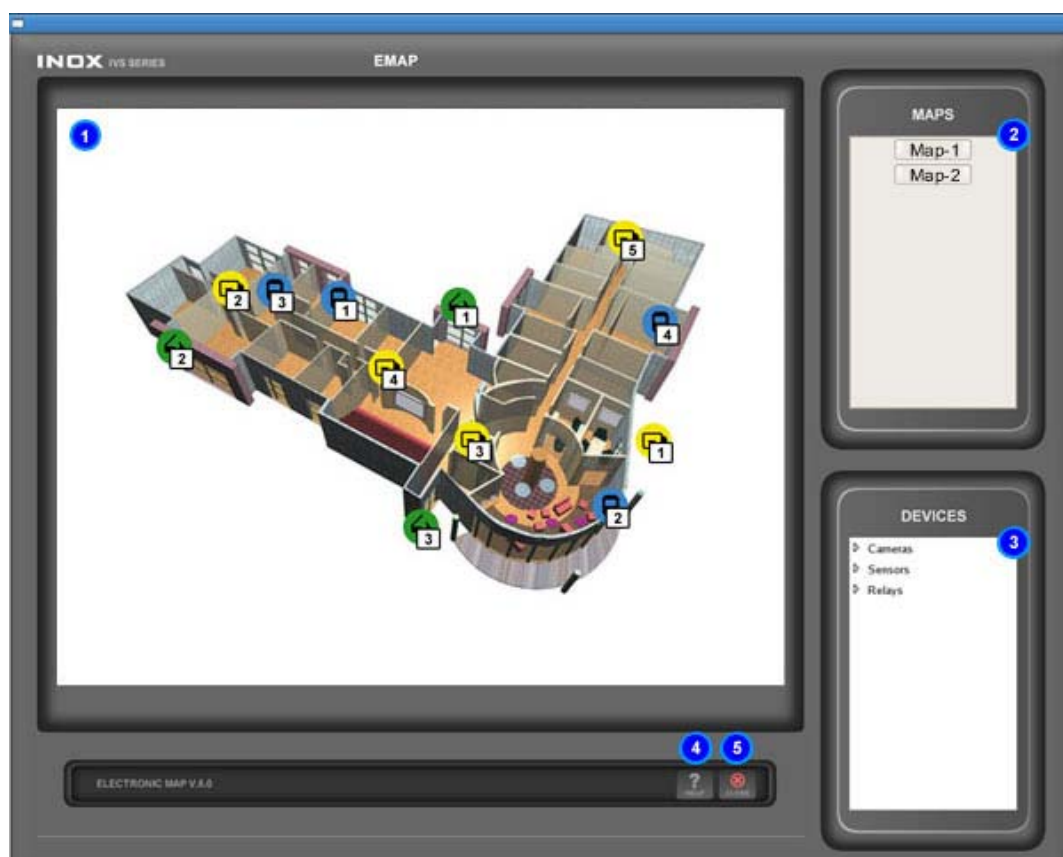 INOX IVS SERIES
EMAP
1
5
2
3
1
1
4
2
4
3
1
2
3
ELECTRONIC MAP V.6.0
4
5
HELP
CLOSE
MAPS
2
Map-1
Map-2
DEVICES
3
Cameras
Sensors
Relays